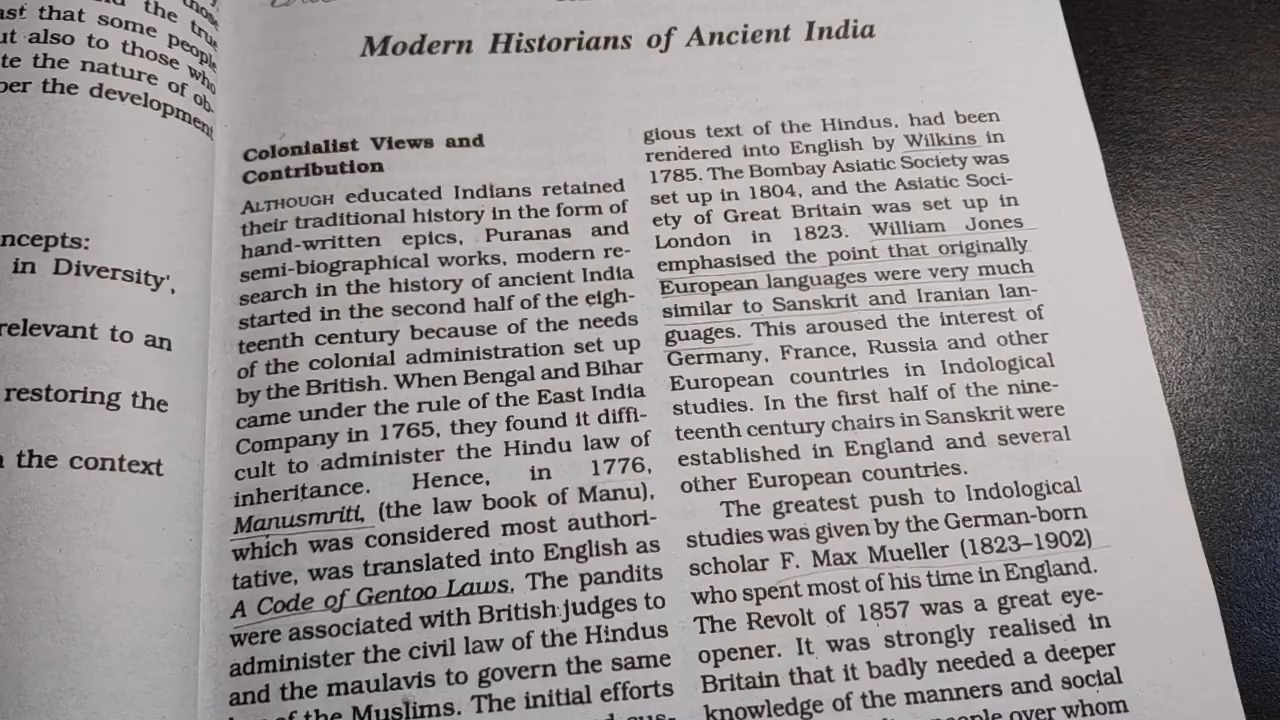 those
the true
ast that some people
ut also to those who
te the nature of ob-
per the development
ncepts:
in Diversity',
relevant to an
restoring the
the context
Modern Historians of Ancient India
Colonialist Views and
Contribution
ALTHOUGH educated Indians retained
their traditional history in the form of
hand-written epics, Puranas and
semi-biographical works, modern re-
search in the history of ancient India
started in the second half of the eigh-
teenth century because of the needs
of the colonial administration set up
by the British. When Bengal and Bihar
came under the rule of the East India
Company in 1765, they found it diffi-
cult to administer the Hindu law of
inheritance. Hence, in 1776,
Manusmriti, (the law book of Manu),
which was considered most authori-
tative, was translated into English as
A Code of Gentoo Laws. The pandits
were associated with British judges to
administer the civil law of the Hindus
and the maulavis to govern the same
of the Muslims. The initial efforts
gious text of the Hindus, had been
rendered into English by Wilkins in
1785. The Bombay Asiatic Society was
set up in 1804, and the Asiatic Soci-
ety of Great Britain was set up in
London in 1823. William Jones
emphasised the point that originally
European languages were very much
similar to Sanskrit and Iranian lan-
guages. This aroused the interest of
Germany, France, Russia and other
European countries in Indological
studies. In the first half of the nine-
teenth century chairs in Sanskrit were
established in England and several
other European countries.
The greatest push to Indological
studies was given by the German-born
scholar F. Max Mueller (1823–1902)
who spent most of his time in England.
The Revolt of 1857 was a great eye-
opener. It was strongly realised in
Britain that it badly needed a deeper
knowledge of the manners and social
people over whom